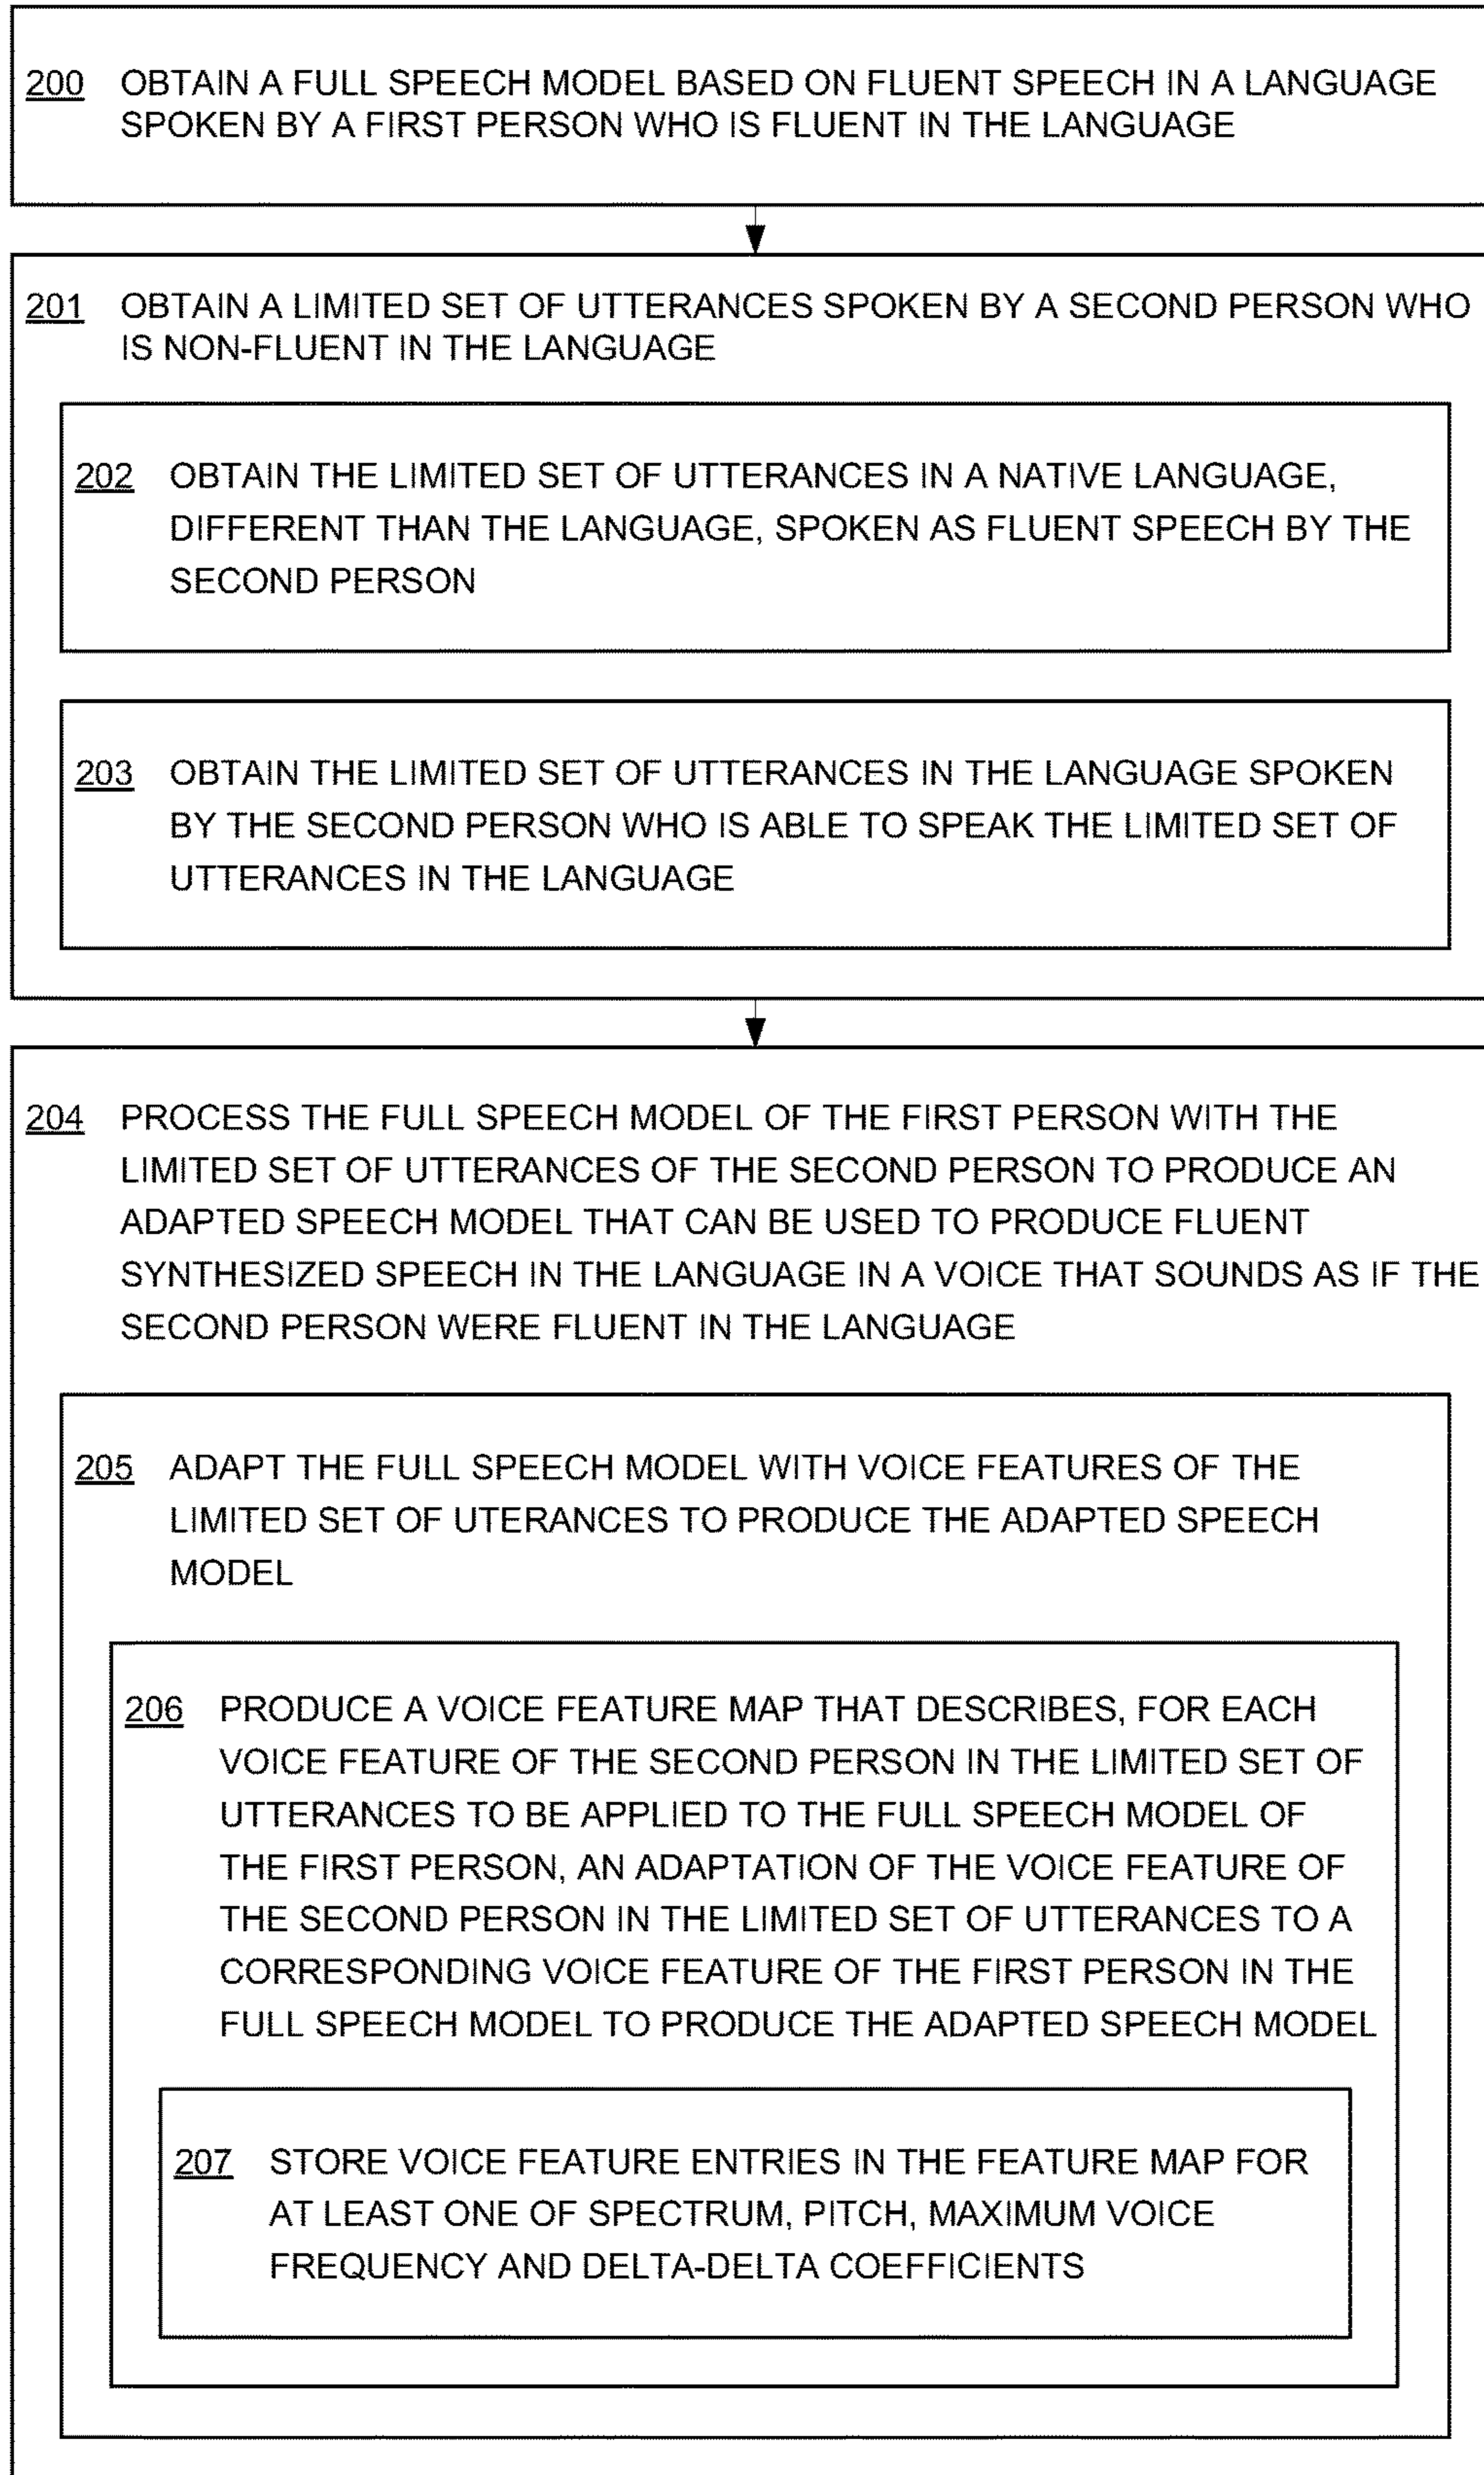 200 OBTAIN A FULL SPEECH MODEL BASED ON FLUENT SPEECH IN A LANGUAGE
SPOKEN BY A FIRST PERSON WHO IS FLUENT IN THE LANGUAGE
201 OBTAIN A LIMITED SET OF UTTERANCES SPOKEN BY A SECOND PERSON WHO
IS NON-FLUENT IN THE LANGUAGE
202 OBTAIN THE LIMITED SET OF UTTERANCES IN A NATIVE LANGUAGE,
DIFFERENT THAN THE LANGUAGE, SPOKEN AS FLUENT SPEECH BY THE
SECOND PERSON
203 OBTAIN THE LIMITED SET OF UTTERANCES IN THE LANGUAGE SPOKEN
BY THE SECOND PERSON WHO IS ABLE TO SPEAK THE LIMITED SET OF
UTTERANCES IN THE LANGUAGE
204 PROCESS THE FULL SPEECH MODEL OF THE FIRST PERSON WITH THE
LIMITED SET OF UTTERANCES OF THE SECOND PERSON TO PRODUCE AN
ADAPTED SPEECH MODEL THAT CAN BE USED TO PRODUCE FLUENT
SYNTHESIZED SPEECH IN THE LANGUAGE IN A VOICE THAT SOUNDS AS IF THE
SECOND PERSON WERE FLUENT IN THE LANGUAGE
205 ADAPT THE FULL SPEECH MODEL WITH VOICE FEATURES OF THE
LIMITED SET OF UTERANCES TO PRODUCE THE ADAPTED SPEECH
MODEL
206 PRODUCE A VOICE FEATURE MAP THAT DESCRIBES, FOR EACH
VOICE FEATURE OF THE SECOND PERSON IN THE LIMITED SET OF
UTTERANCES TO BE APPLIED TO THE FULL SPEECH MODEL OF
THE FIRST PERSON, AN ADAPTATION OF THE VOICE FEATURE OF
THE SECOND PERSON IN THE LIMITED SET OF UTTERANCES TO A
CORRESPONDING VOICE FEATURE OF THE FIRST PERSON IN THE
FULL SPEECH MODEL TO PRODUCE THE ADAPTED SPEECH MODEL
207 STORE VOICE FEATURE ENTRIES IN THE FEATURE MAP FOR
AT LEAST ONE OF SPECTRUM, PITCH, MAXIMUM VOICE
FREQUENCY AND DELTA-DELTA COEFFICIENTS